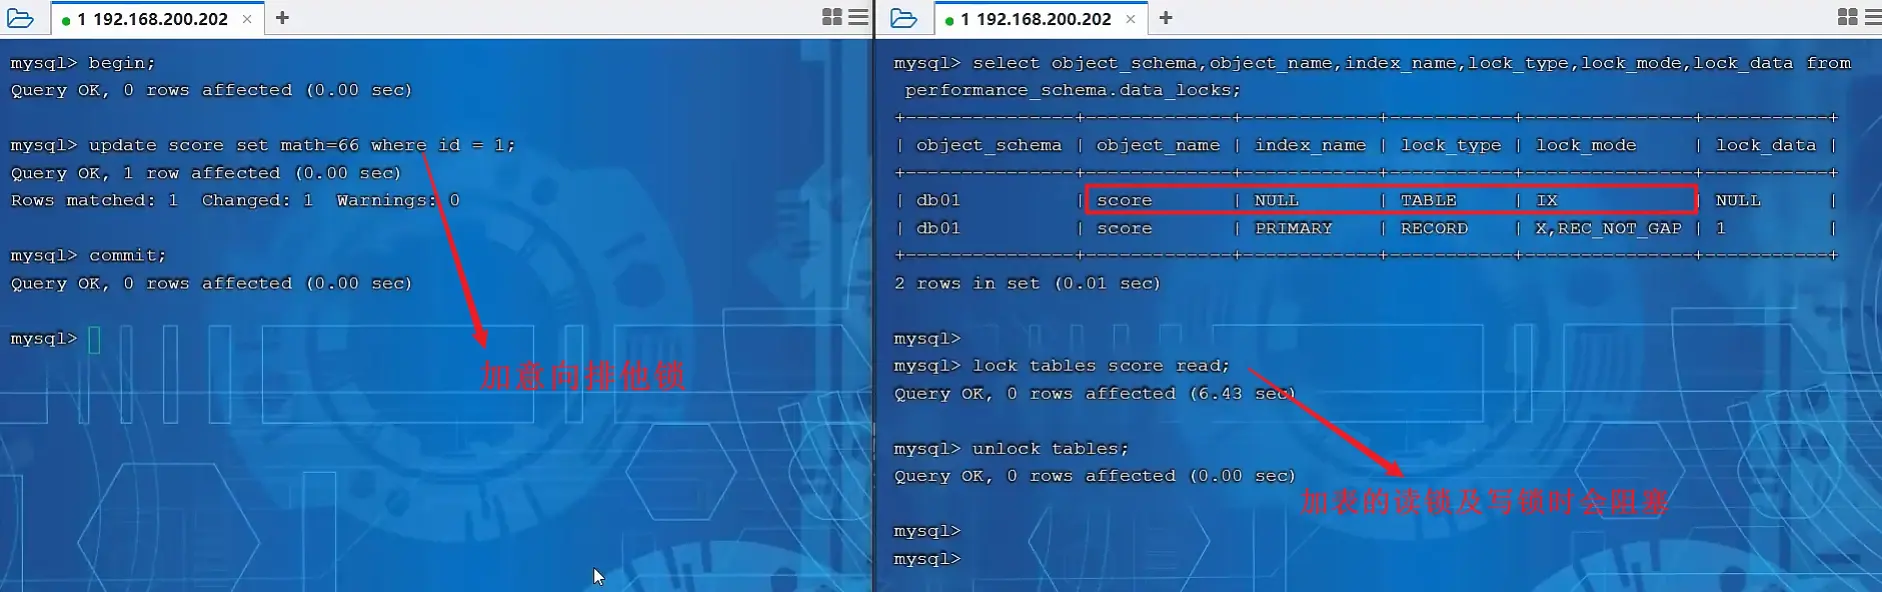 1 192.168.200.202 × +
mysql> begin;
Query OK, 0 rows affected (0.00 sec)
mysql> update score set math=66 where id = 1;
Query OK, 1 row affected (0.00 sec)
Rows matched: 1  Changed: 1  Warnings: 0
mysql> commit;
Query OK, 0 rows affected (0.00 sec)
mysql>
加意向排他锁
1 192.168.200.202 × +
mysql> select object_schema,object_name,index_name,lock_type,lock_mode,lock_data from
performance_schema.data_locks;
+---------------+-------------+------------+-----------+---------------+-----------+
| object_schema | object_name | index_name | lock_type | lock_mode     | lock_data |
+---------------+-------------+------------+-----------+---------------+-----------+
| db01          | score       | NULL       | TABLE     | IX            | NULL      |
| db01          | score       | PRIMARY    | RECORD    | X,REC_NOT_GAP | 1         |
+---------------+-------------+------------+-----------+---------------+-----------+
2 rows in set (0.01 sec)
mysql>
mysql> lock tables score read;
Query OK, 0 rows affected (6.43 sec)
mysql> unlock tables;
Query OK, 0 rows affected (0.00 sec)
加表的读锁及写锁时会阻塞
mysql>
mysql>